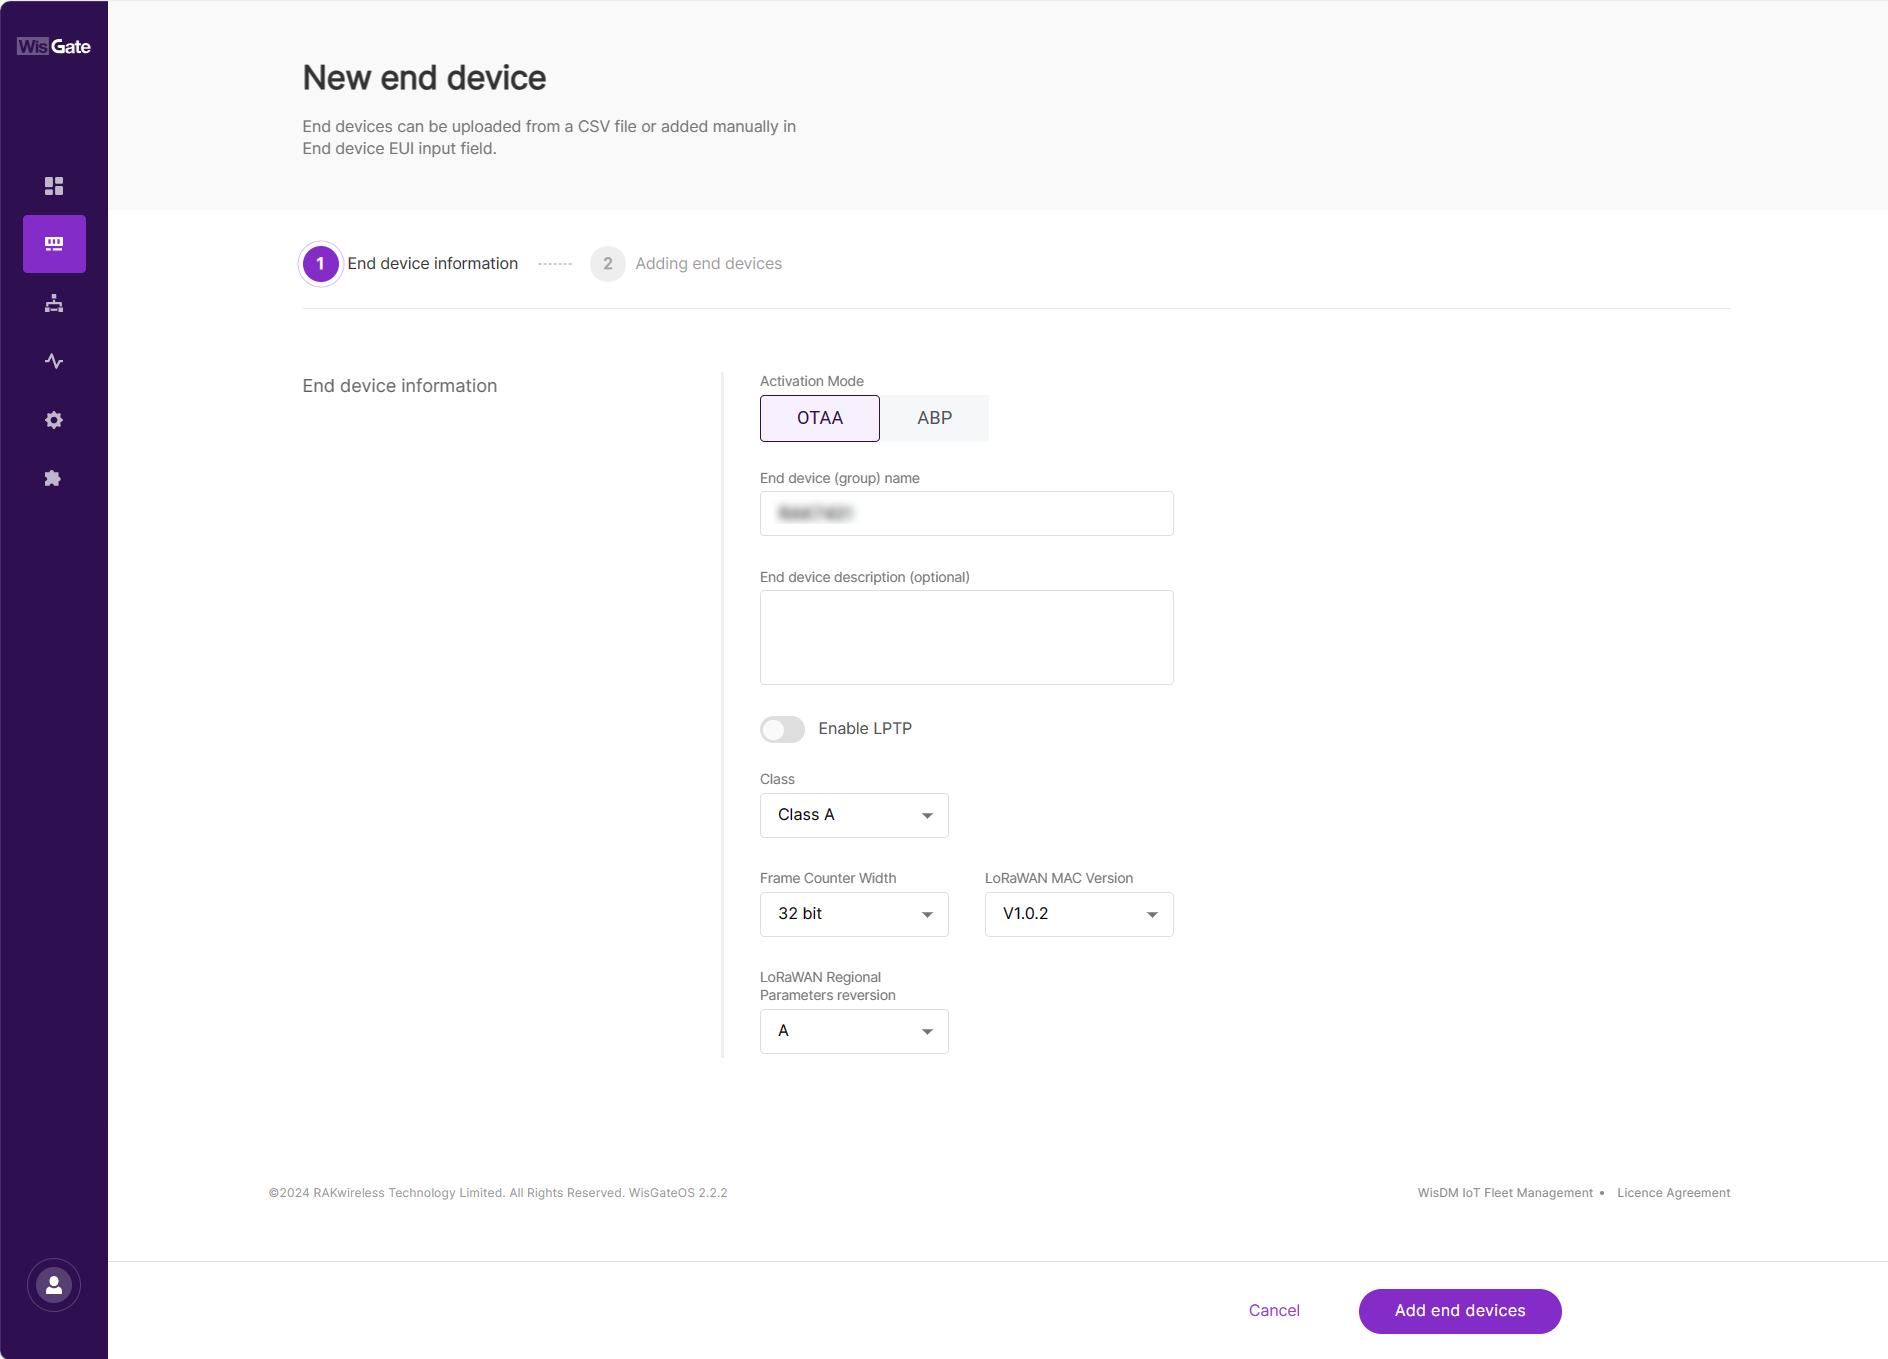 WisGate
New end device
End devices can be uploaded from a CSV file or added manually in
End device EUI input field.
1 End device information
2 Adding end devices
End device information
Activation Mode
OTAA ABP
End device (group) name
End device description (optional)
Enable LPTP
Class
Class A
Frame Counter Width LoRaWAN MAC Version
32 bit V1.0.2
LoRaWAN Regional
Parameters reversion
A
©2024 RAKwireless Technology Limited. All Rights Reserved. WisGateOS 2.2.2
WisDM IoT Fleet Management • Licence Agreement
Cancel Add end devices